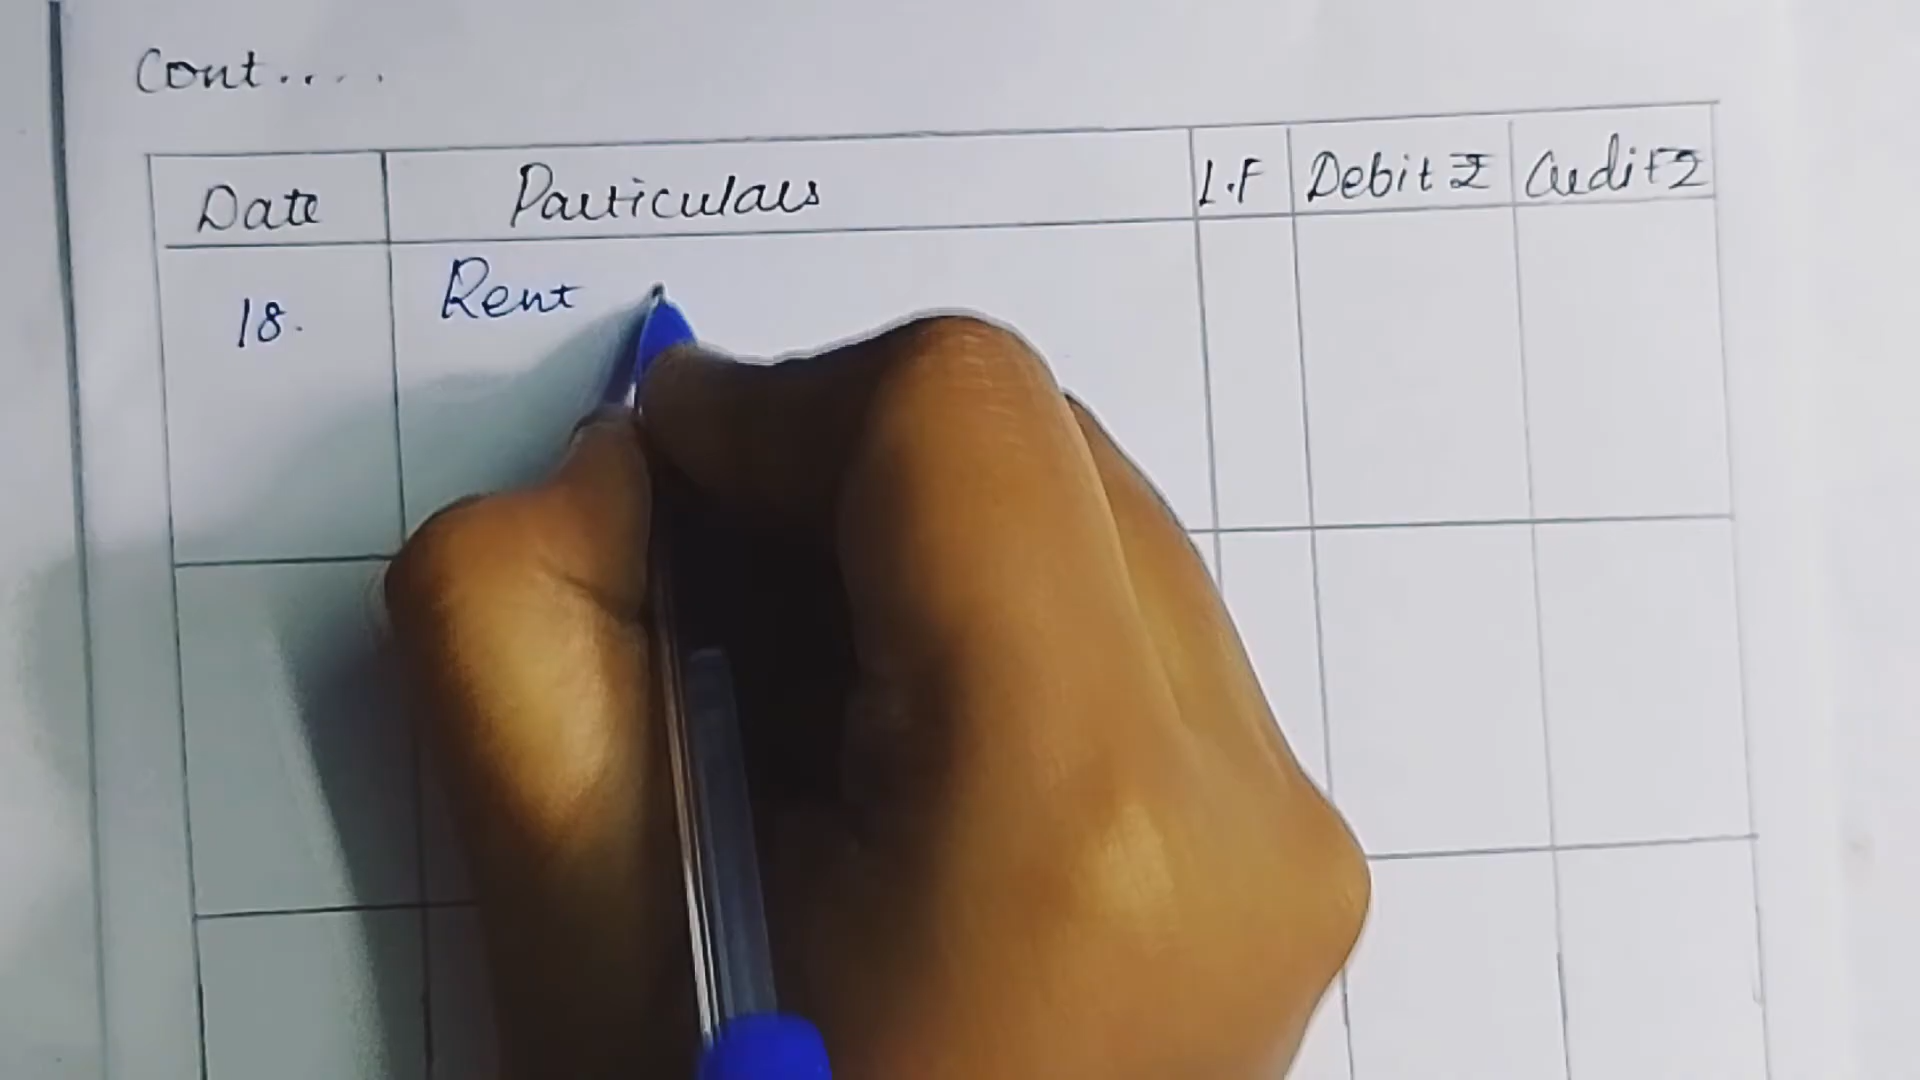 Cont....
Date Particulars L.F Debit ₹ Credit ₹
18. Rent